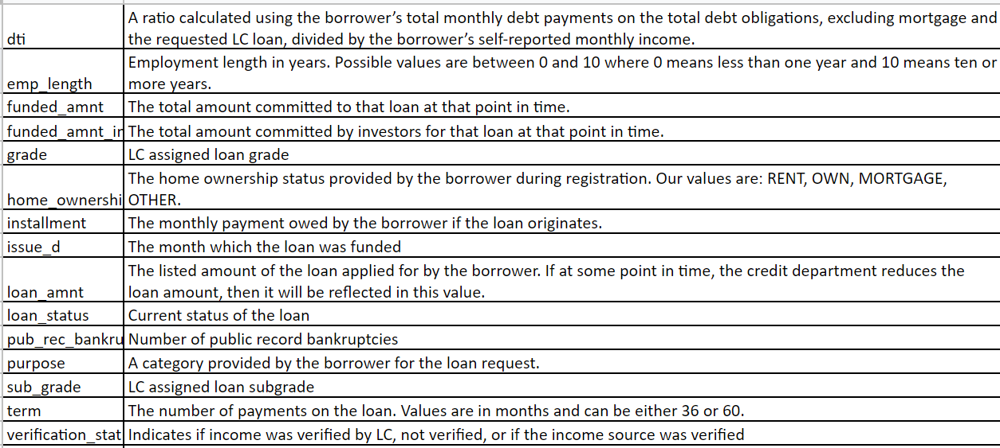 dti A ratio calculated using the borrower’s total monthly debt payments on the total debt obligations, excluding mortgage and
the requested LC loan, divided by the borrower’s self-reported monthly income.
emp_length Employment length in years. Possible values are between 0 and 10 where 0 means less than one year and 10 means ten or
more years.
funded_amnt The total amount committed to that loan at that point in time.
funded_amnt_in The total amount committed by investors for that loan at that point in time.
grade LC assigned loan grade
home_ownershi The home ownership status provided by the borrower during registration. Our values are: RENT, OWN, MORTGAGE,
OTHER.
installment The monthly payment owed by the borrower if the loan originates.
issue_d The month which the loan was funded
loan_amnt The listed amount of the loan applied for by the borrower. If at some point in time, the credit department reduces the
loan amount, then it will be reflected in this value.
loan_status Current status of the loan
pub_rec_bankru Number of public record bankruptcies
purpose A category provided by the borrower for the loan request.
sub_grade LC assigned loan subgrade
term The number of payments on the loan. Values are in months and can be either 36 or 60.
verification_stat Indicates if income was verified by LC, not verified, or if the income source was verified